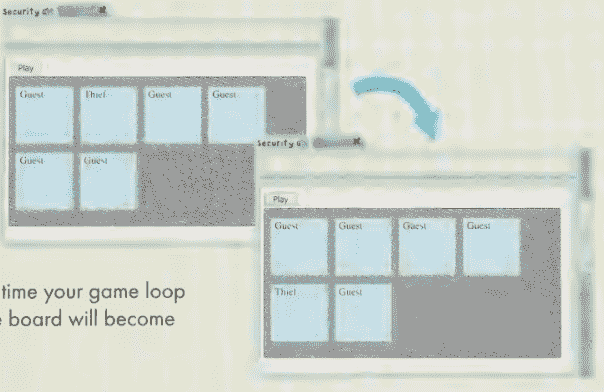 Security
Play
Guest Thief Guest Guest
Guest Guest
Security
Play
Guest Guest Guest Guest
Thief Guest
time your game loop
board will become